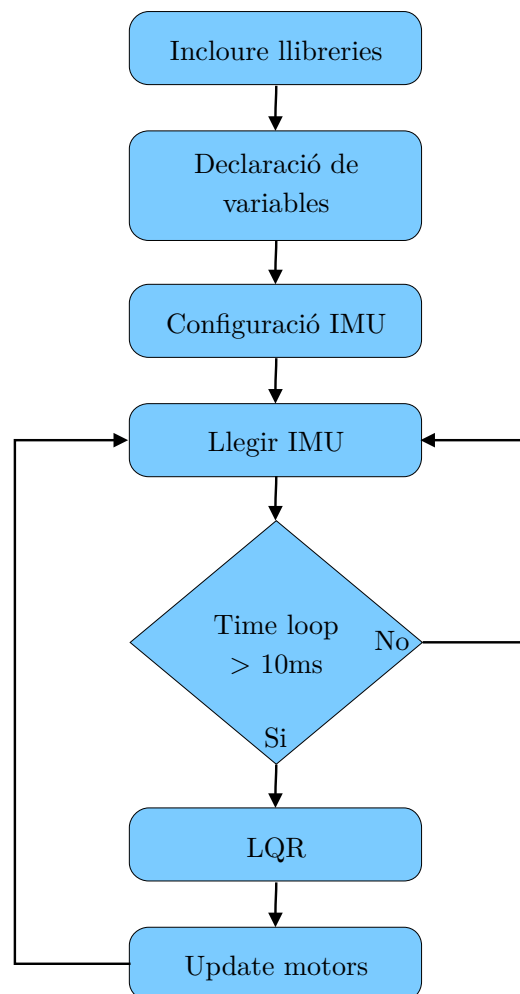 Incloure llibreries
Declaració de
variables
Configuració IMU
Llegir IMU
Time loop
> 10ms
No
Si
LQR
Update motors